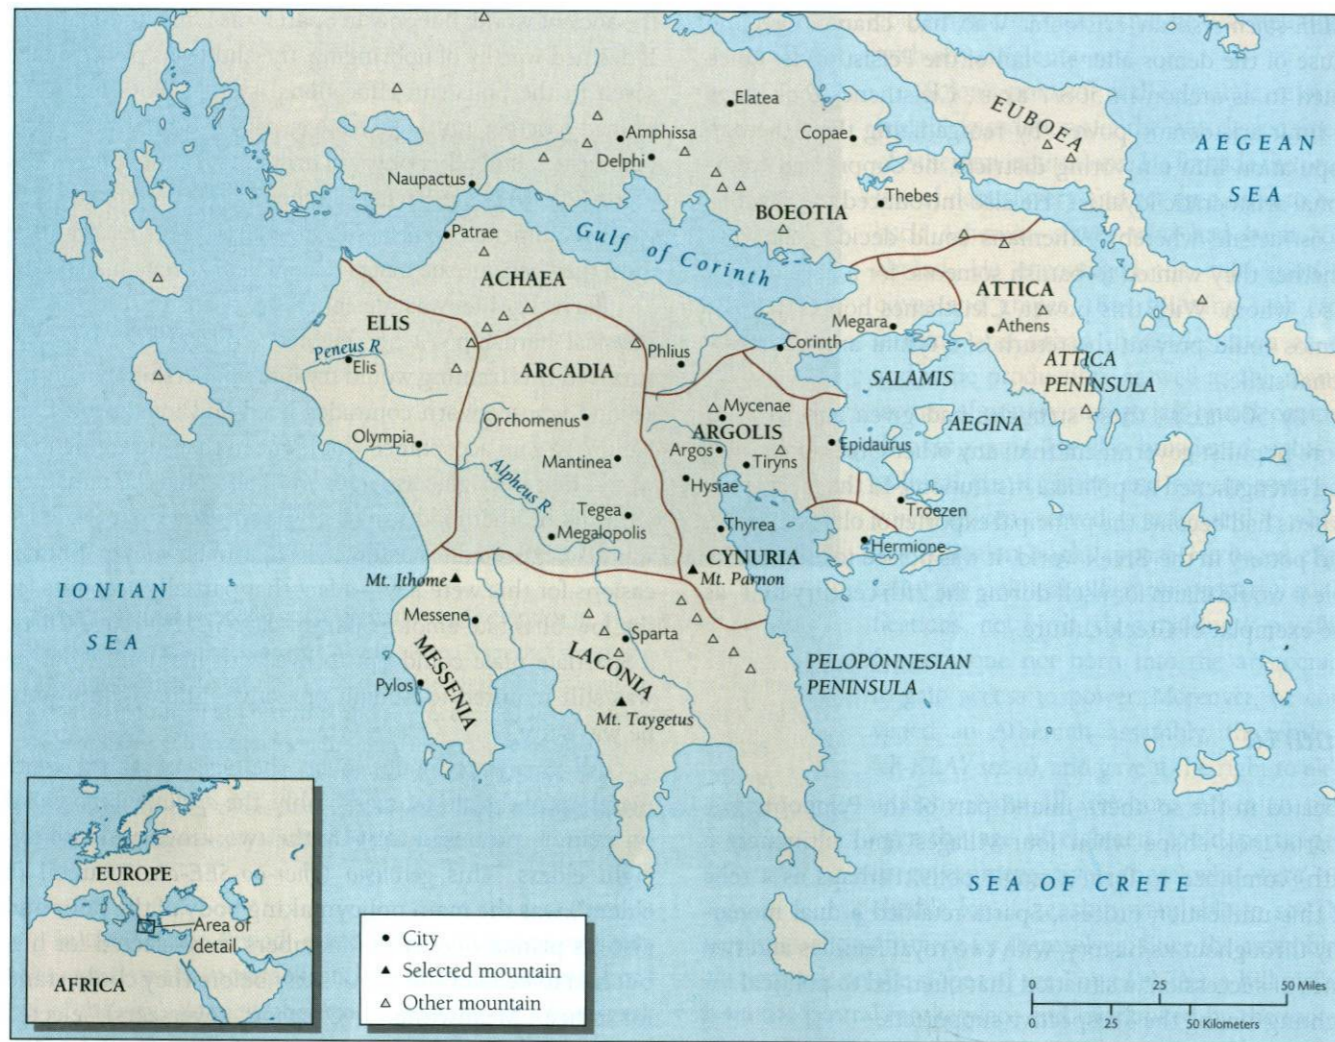 Elatea
Amphissa
Copae
EUBOEA
AEGEAN
SEA
Delphi
Naupactus
Thebes
BOEOTIA
Patrae
Gulf of Corinth
ACHAEA
ATTICA
ELIS
Megara
Athens
Peneus R.
Elis
Phlius
Corinth
ARCADIA
SALAMIS
ATTICA
PENINSULA
Orchomenus
Mycenae
AEGINA
ARGOLIS
Olympia
Argos
Epidaurus
Mantinea
Tiryns
Alpheus R.
Hysiae
Tegea
Troezen
Megalopolis
Thyrea
Hermione
CYNURIA
Mt. Ithome
Mt. Parnon
IONIAN
SEA
Messene
Sparta
MESSENIA
LACONIA
PELOPONNESIAN
PENINSULA
Pylos
Mt. Taygetus
SEA OF CRETE
EUROPE
Area of
detail
AFRICA
City
Selected mountain
Other mountain
0 25 50 Miles
0 25 50 Kilometers